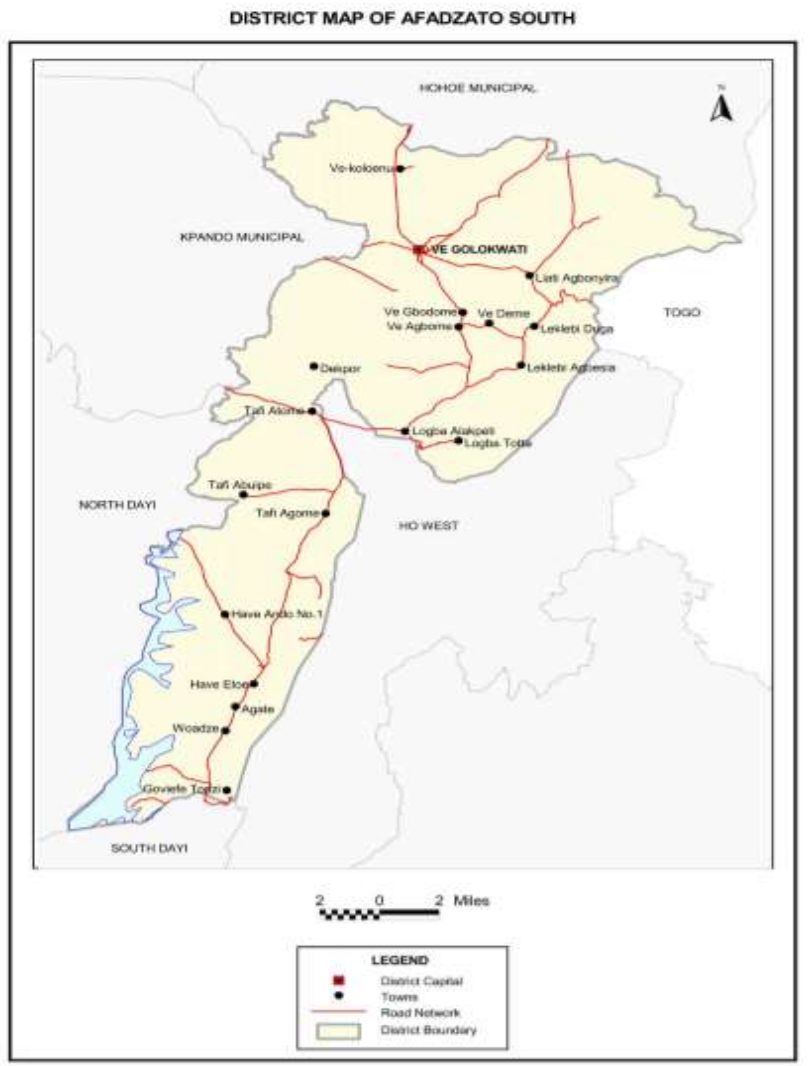 DISTRICT MAP OF AFADZATO SOUTH
HOHOE MUNICIPAL
N
Ve-koloenu
KPANDO MUNICIPAL
VE GOLOKWATI
Liati Agbonyira
TOGO
Ve Gbodome
Ve Deme
Ve Agbome
Leklebi Duga
Dekpor
Leklebi Agbesia
Tafi Atome
Logba Alakpeti
Logba Tota
Tafi Abuipe
NORTH DAYI
Tafi Agome
HO WEST
Have Ando No.1
Have Etoe
Agate
Woadze
Goviefe Todzi
SOUTH DAYI
2 0 2 Miles
LEGEND
District Capital
Towns
Road Network
District Boundary